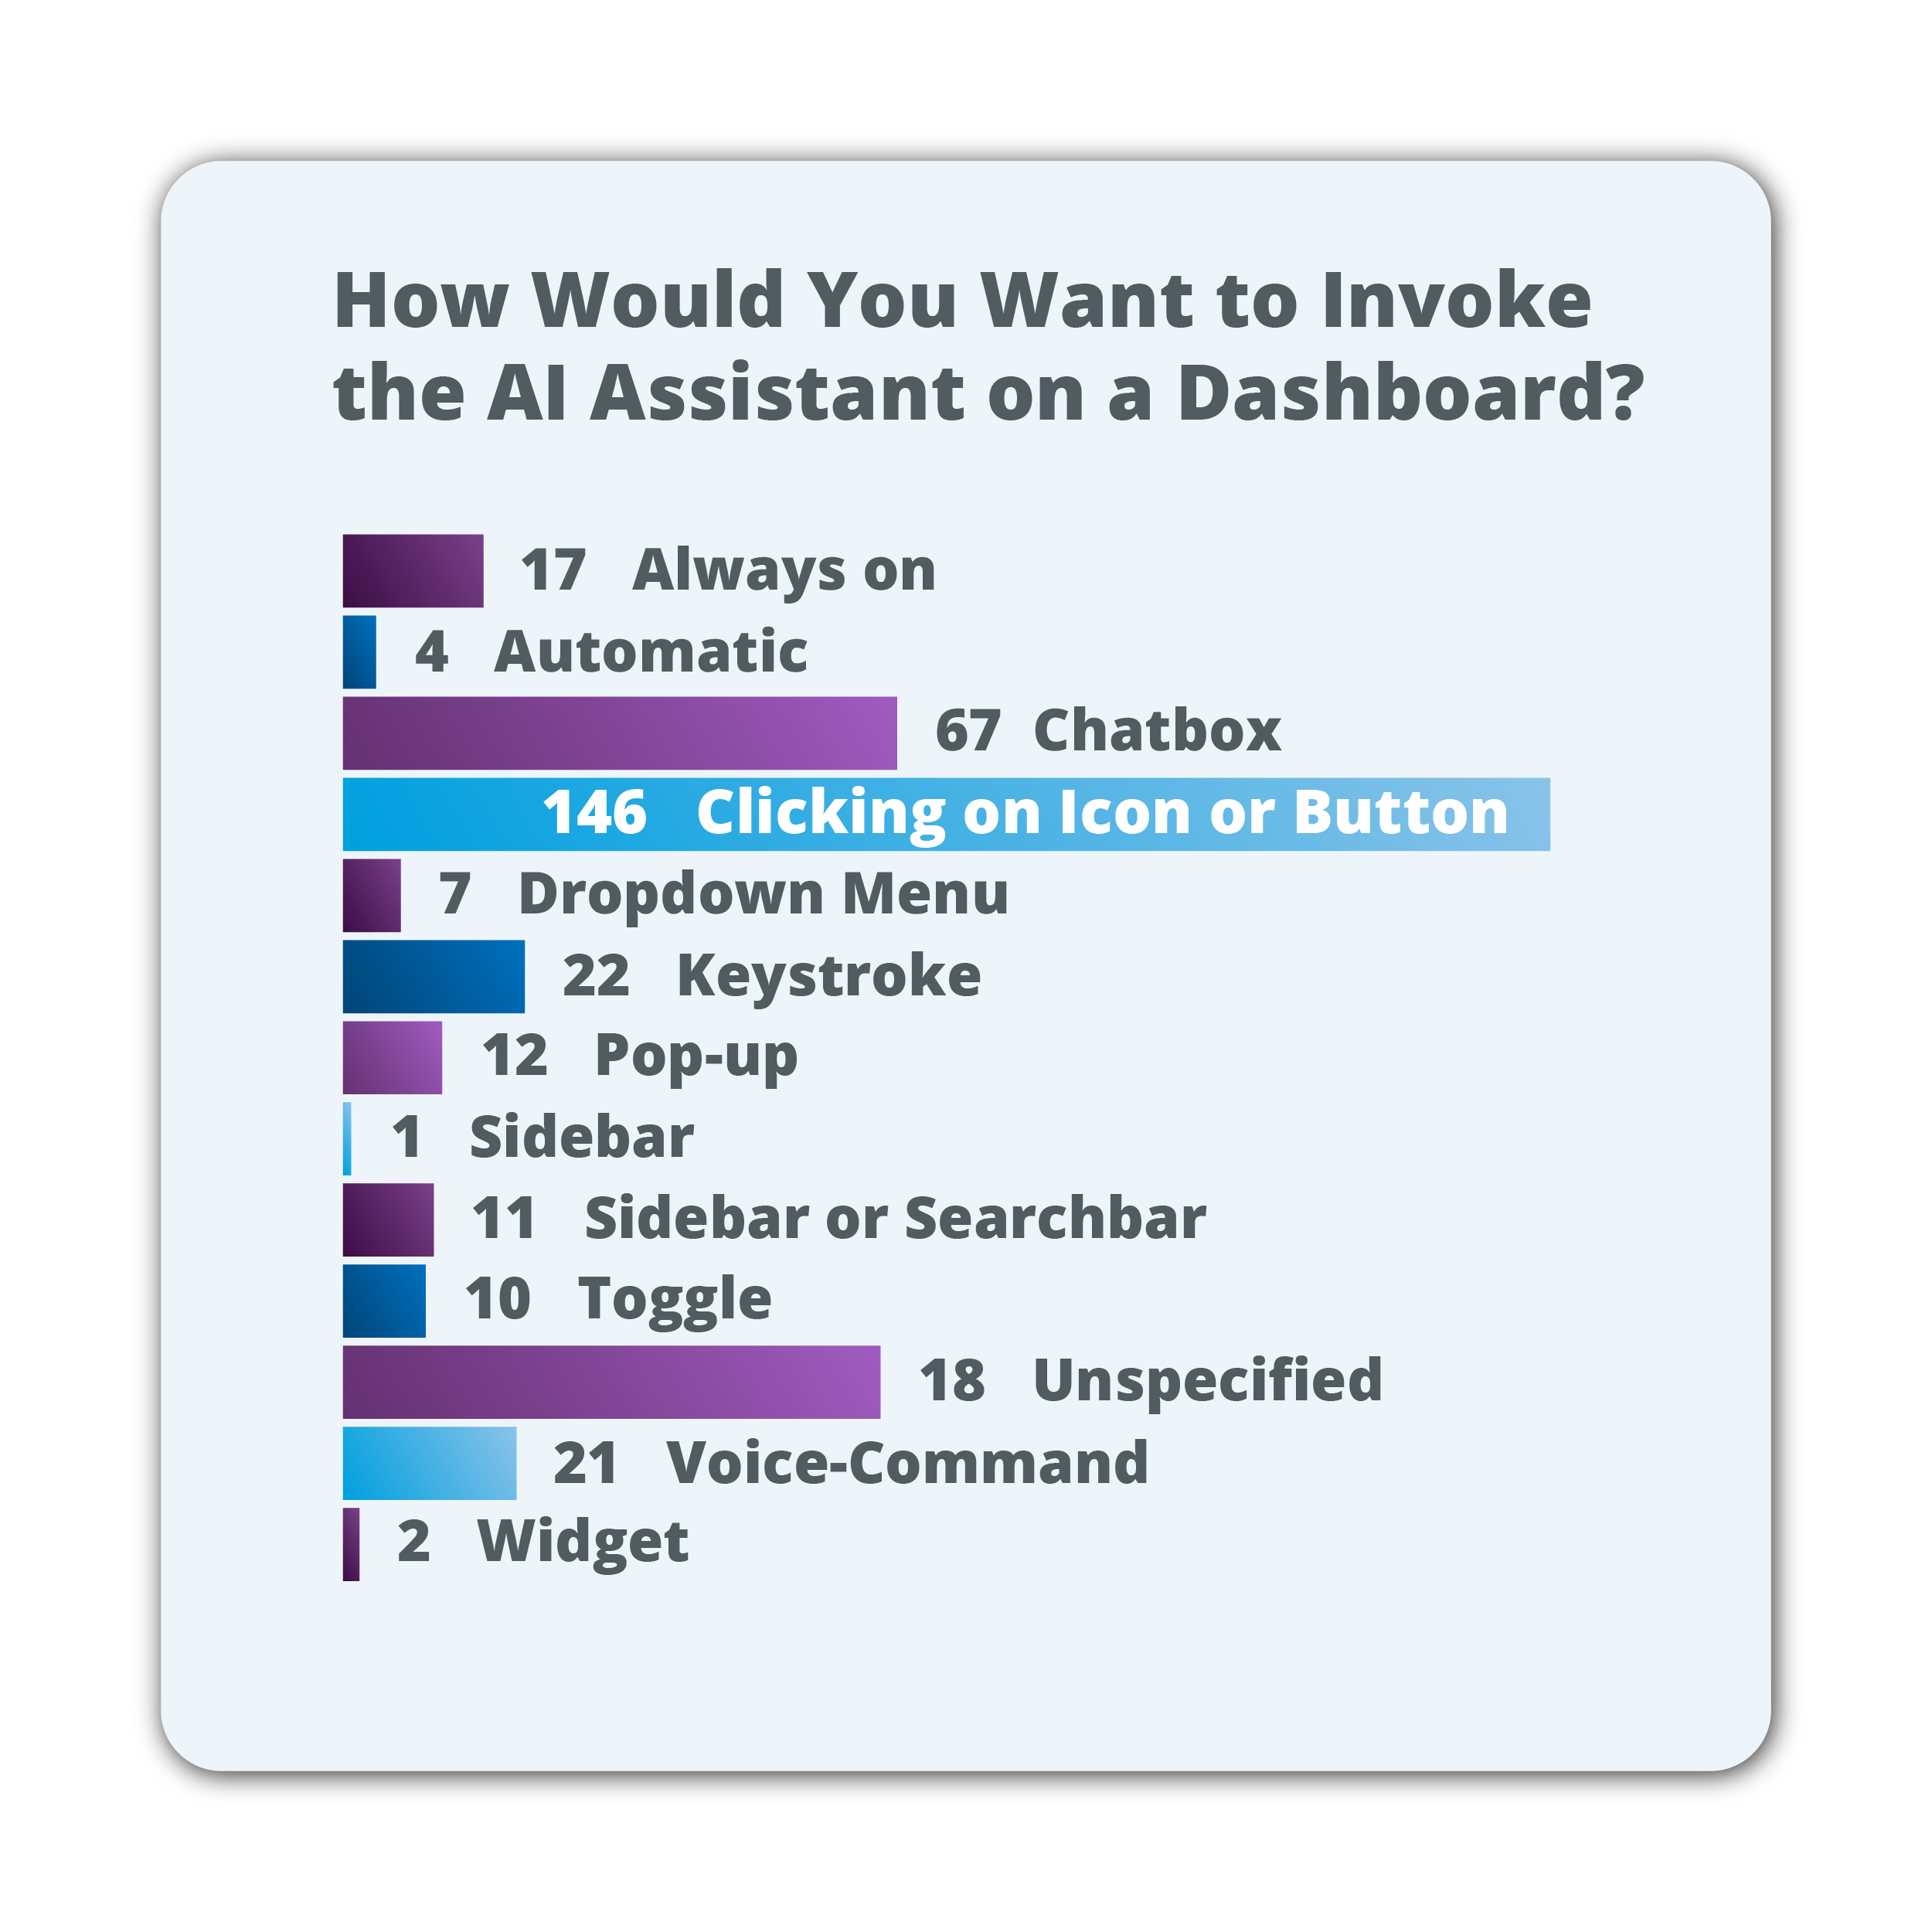 How Would You Want to Invoke
the AI Assistant on a Dashboard?
17 Always on
4 Automatic
67 Chatbox
146 Clicking on Icon or Button
7 Dropdown Menu
22 Keystroke
12 Pop-up
1 Sidebar
11 Sidebar or Searchbar
10 Toggle
18 Unspecified
21 Voice-Command
2 Widget